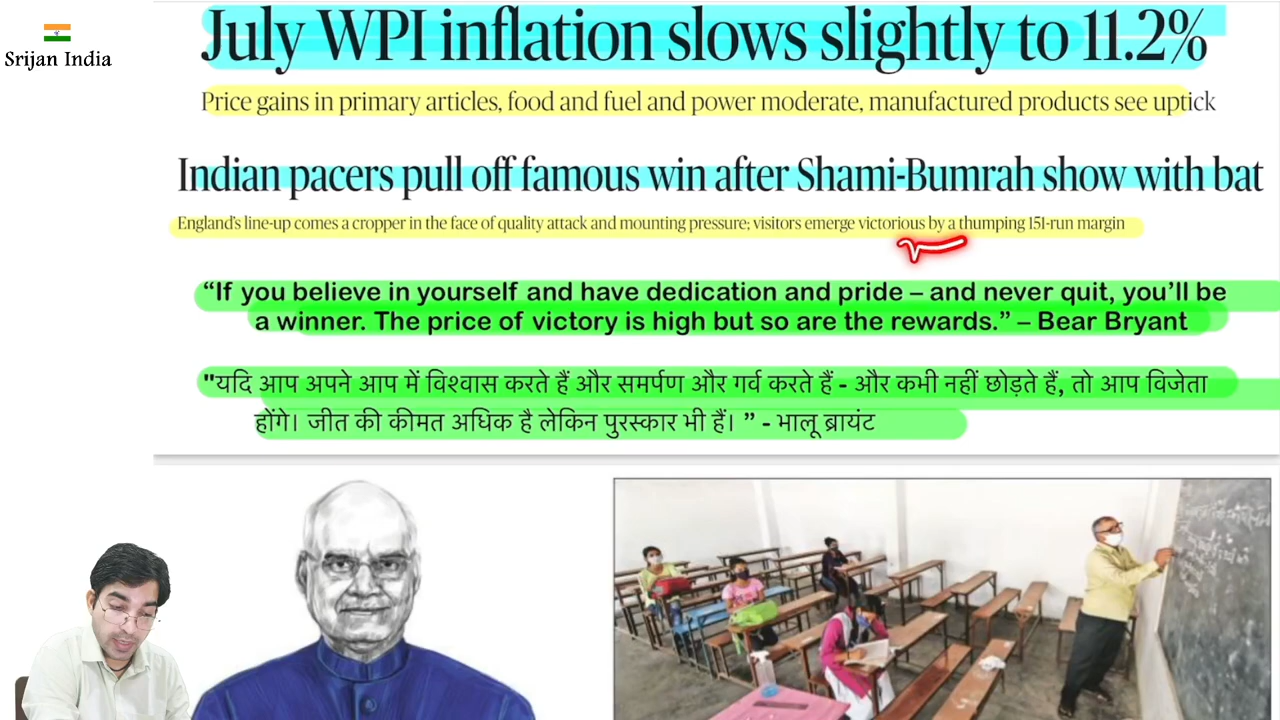 Srijan India
July WPI inflation slows slightly to 11.2%
Price gains in primary articles, food and fuel and power moderate, manufactured products see uptick
Indian pacers pull off famous win after Shami-Bumrah show with bat
England's line-up comes a cropper in the face of quality attack and mounting pressure; visitors emerge victorious by a thumping 151-run margin
“If you believe in yourself and have dedication and pride – and never quit, you’ll be
a winner. The price of victory is high but so are the rewards.” – Bear Bryant
"यदि आप अपने आप में विश्वास करते हैं और समर्पण और गर्व करते हैं - और कभी नहीं छोड़ते हैं, तो आप विजेता
होंगे। जीत की कीमत अधिक है लेकिन पुरस्कार भी हैं। ” - भालू ब्रायंट